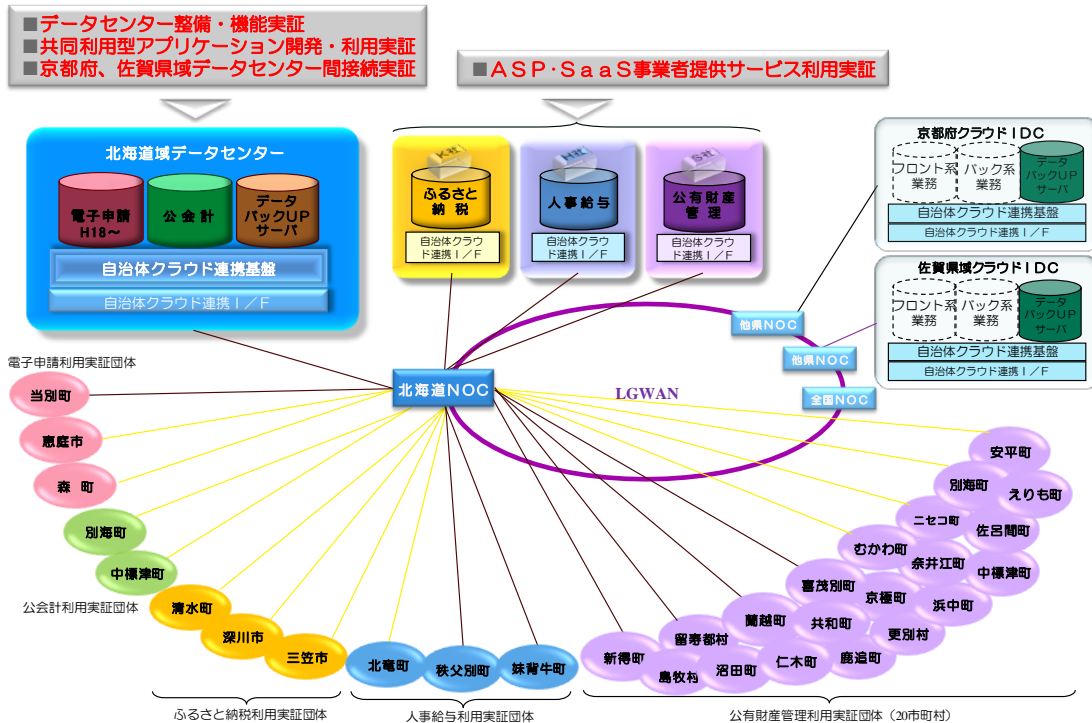 ■データセンター整備・機能実証
■共同利用型アプリケーション開発・利用実証
■京都府、佐賀県域データセンター間接続実証
■ASP・SaaS事業者提供サービス利用実証
北海道域データセンター
電子申請
H18~
公会計
データ
バックUP
サーバ
自治体クラウド連携基盤
自治体クラウド連携I/F
K社
ふるさと
納税
自治体クラウ
ド連携I/F
H社
人事給与
自治体クラウ
ド連携I/F
S社
公有財産
管理
自治体クラウ
ド連携I/F
京都府クラウドIDC
フロント系
業務
バック系
業務
データ
バックUP
サーバ
自治体クラウド連携基盤
自治体クラウド連携I/F
佐賀県域クラウドIDC
フロント系
業務
バック系
業務
データ
バックUP
サーバ
自治体クラウド連携基盤
自治体クラウド連携I/F
他県NOC
他県NOC
全国NOC
北海道NOC
LGWAN
電子申請利用実証団体
当別町
恵庭市
森町
別海町
中標津町
公会計利用実証団体
清水町
深川市
三笠市
ふるさと納税利用実証団体
北竜町
秩父別町
妹背牛町
人事給与利用実証団体
安平町
別海町
えりも町
ニセコ町
佐呂間町
むかわ町
奈井江町
中標津町
喜茂別町
京極町
浜中町
蘭越町
共和町
更別村
留寿都村
仁木町
鹿追町
新得町
島牧村
沼田町
公有財産管理利用実証団体(20市町村)